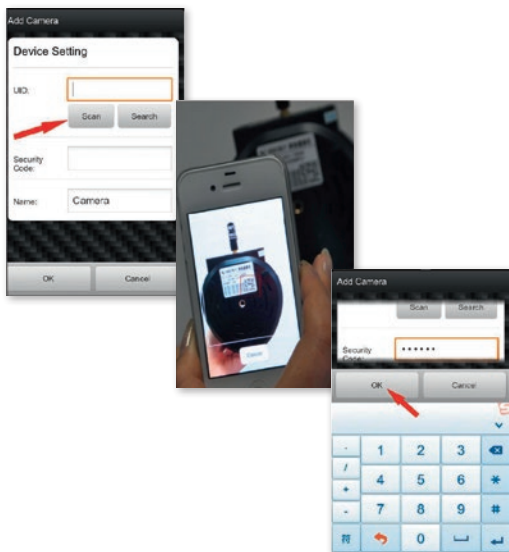 Add Camera
Device Setting
UID:
Scan Search
Security
Code:
Name: Camera
OK Cancel
Cancel
Add Camera
Scan Search
Security
Code: ••••••
OK Cancel
- 1 2 3
/
4 5 6 *
+
- 7 8 9 #
符 0